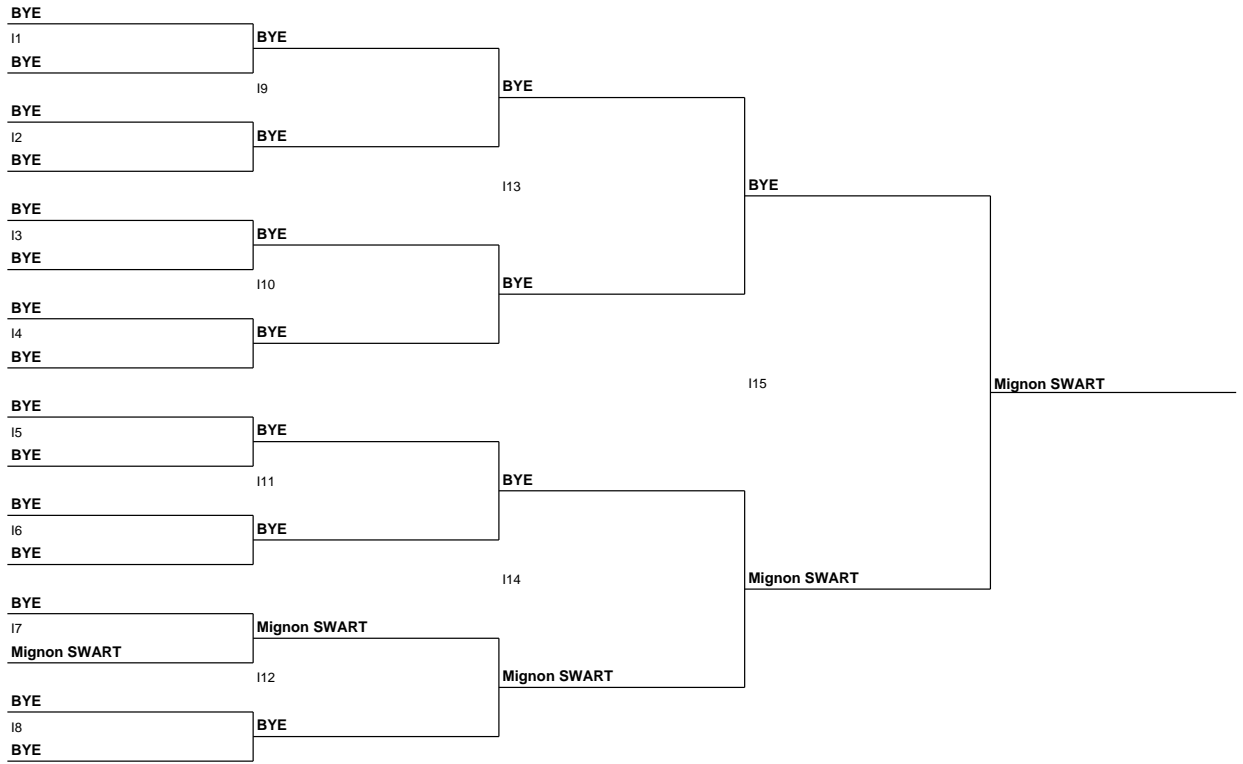 BYE
I1
BYE
BYE
I9
BYE
BYE
I2
BYE
BYE
I13
BYE
BYE
I3
BYE
BYE
I10
BYE
BYE
I4
BYE
BYE
I15
Mignon SWART
BYE
I5
BYE
BYE
I11
BYE
BYE
I6
BYE
BYE
I14
Mignon SWART
BYE
I7
Mignon SWART
Mignon SWART
I12
Mignon SWART
BYE
I8
BYE
BYE